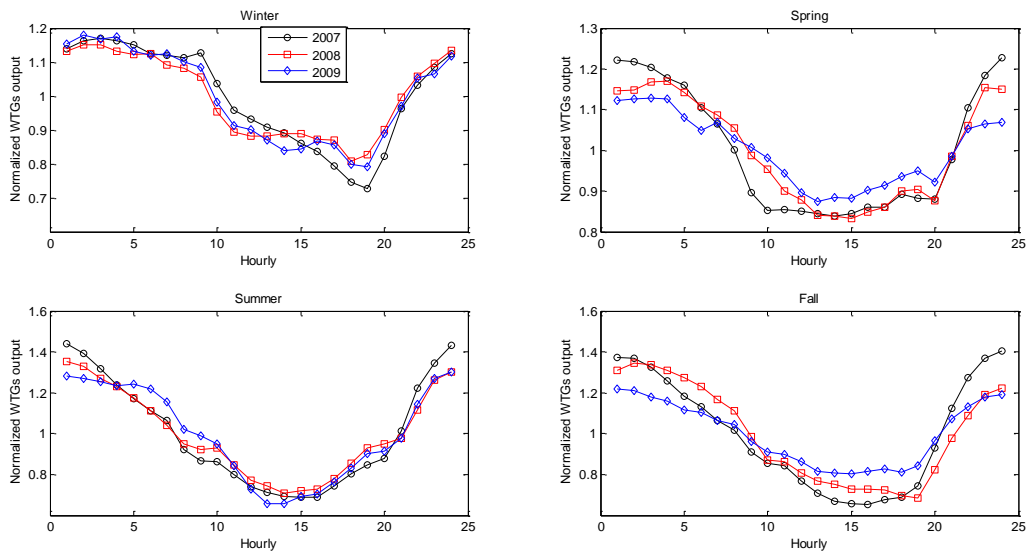 Winter
Normalized WTGs output
1.2
1.1
1
0.9
0.8
0.7
0 5 10 15 20 25
Hourly
2007
2008
2009
Spring
Normalized WTGs output
1.3
1.2
1.1
1
0.9
0.8
0 5 10 15 20 25
Hourly
Summer
Normalized WTGs output
1.6
1.4
1.2
1
0.8
0 5 10 15 20 25
Hourly
Fall
Normalized WTGs output
1.6
1.4
1.2
1
0.8
0 5 10 15 20 25
Hourly